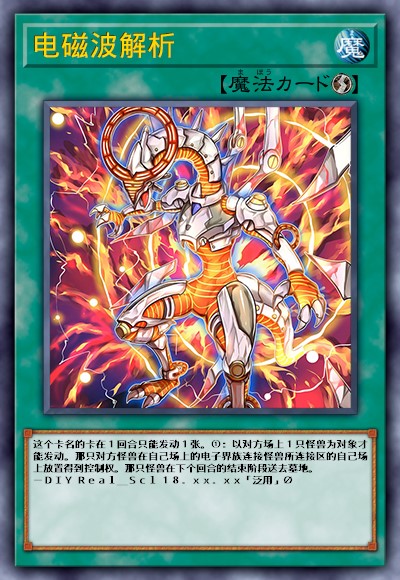 电磁波解析
魔
【魔法カード】
まほう
这个卡名的卡在１回合只能发动１张。①：以对方场上１只怪兽为对象才
能发动。那只对方怪兽在自己场上的电子界族连接怪兽所连接区的自己场
上放置得到控制权。那只怪兽在下个回合的结束阶段送去墓地。
－ＤＩＹ Ｒｅａｌ＿Ｓｃｌ １８．ｘｘ．ｘｘ「泛用」∅